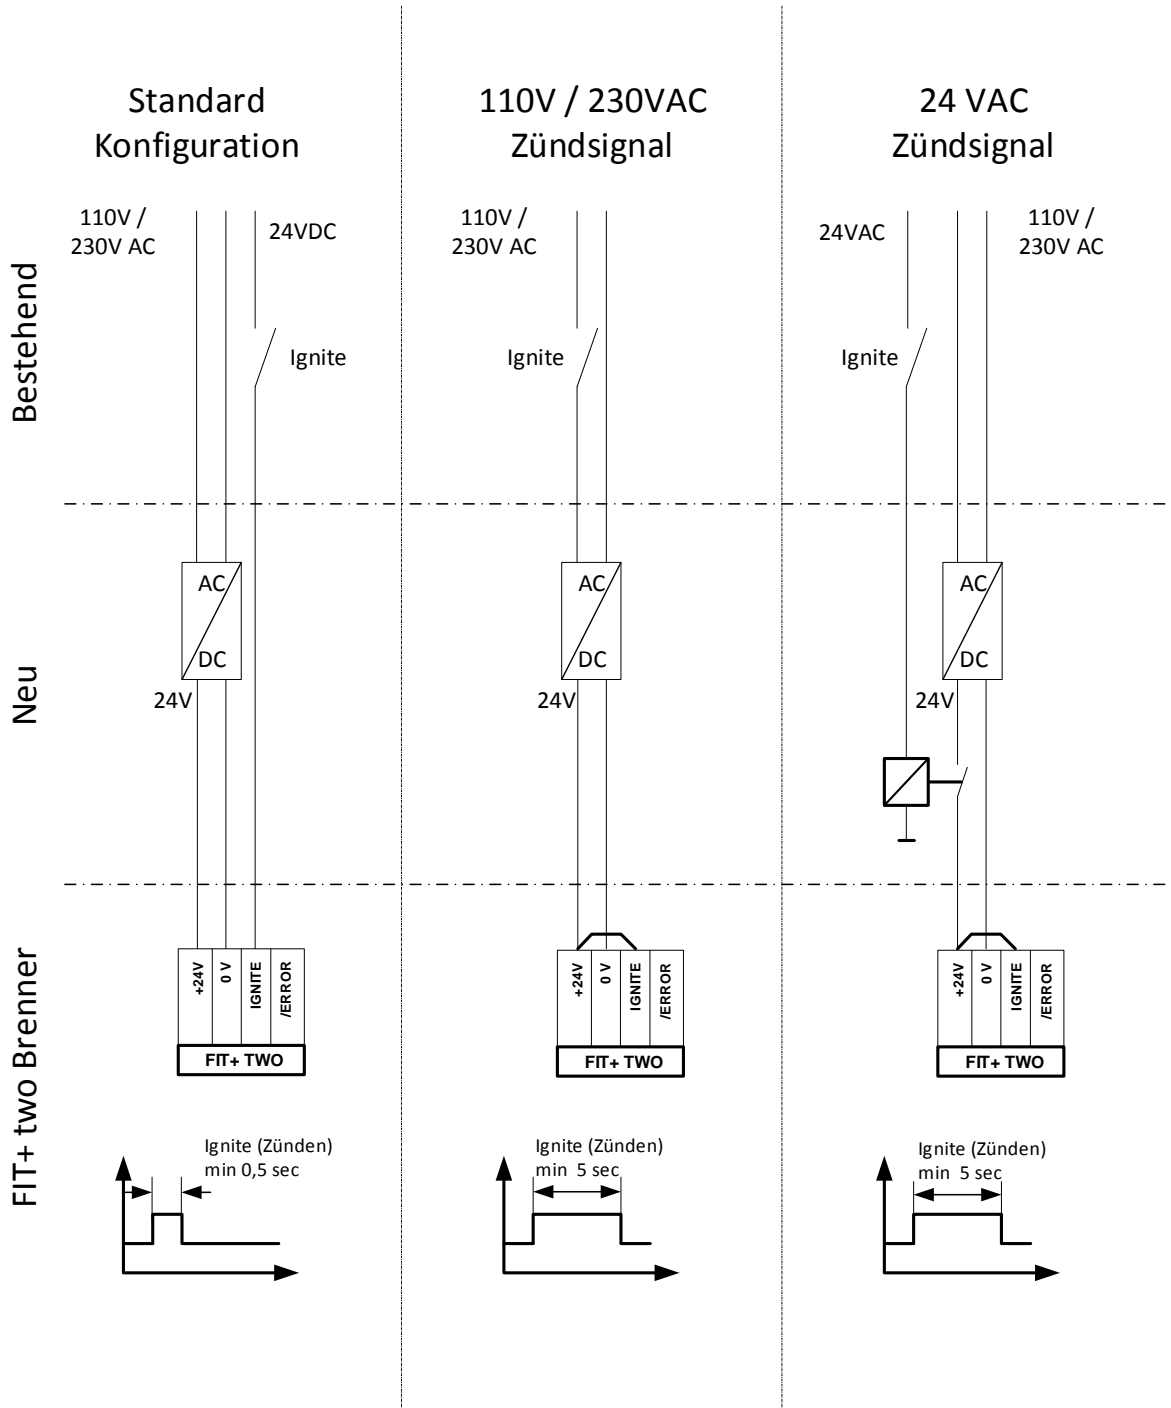 Standard
Konfiguration
110V / 230VAC
Zündsignal
24 VAC
Zündsignal
Bestehend
110V /
230V AC
24VDC
Ignite
110V /
230V AC
Ignite
24VAC
110V /
230V AC
Ignite
Neu
AC
DC
24V
AC
DC
24V
AC
DC
24V
FIT+ two Brenner
+24V
0 V
IGNITE
/ERROR
FIT+ TWO
+24V
0 V
IGNITE
/ERROR
FIT+ TWO
+24V
0 V
IGNITE
/ERROR
FIT+ TWO
Ignite (Zünden)
min 0,5 sec
Ignite (Zünden)
min 5 sec
Ignite (Zünden)
min 5 sec